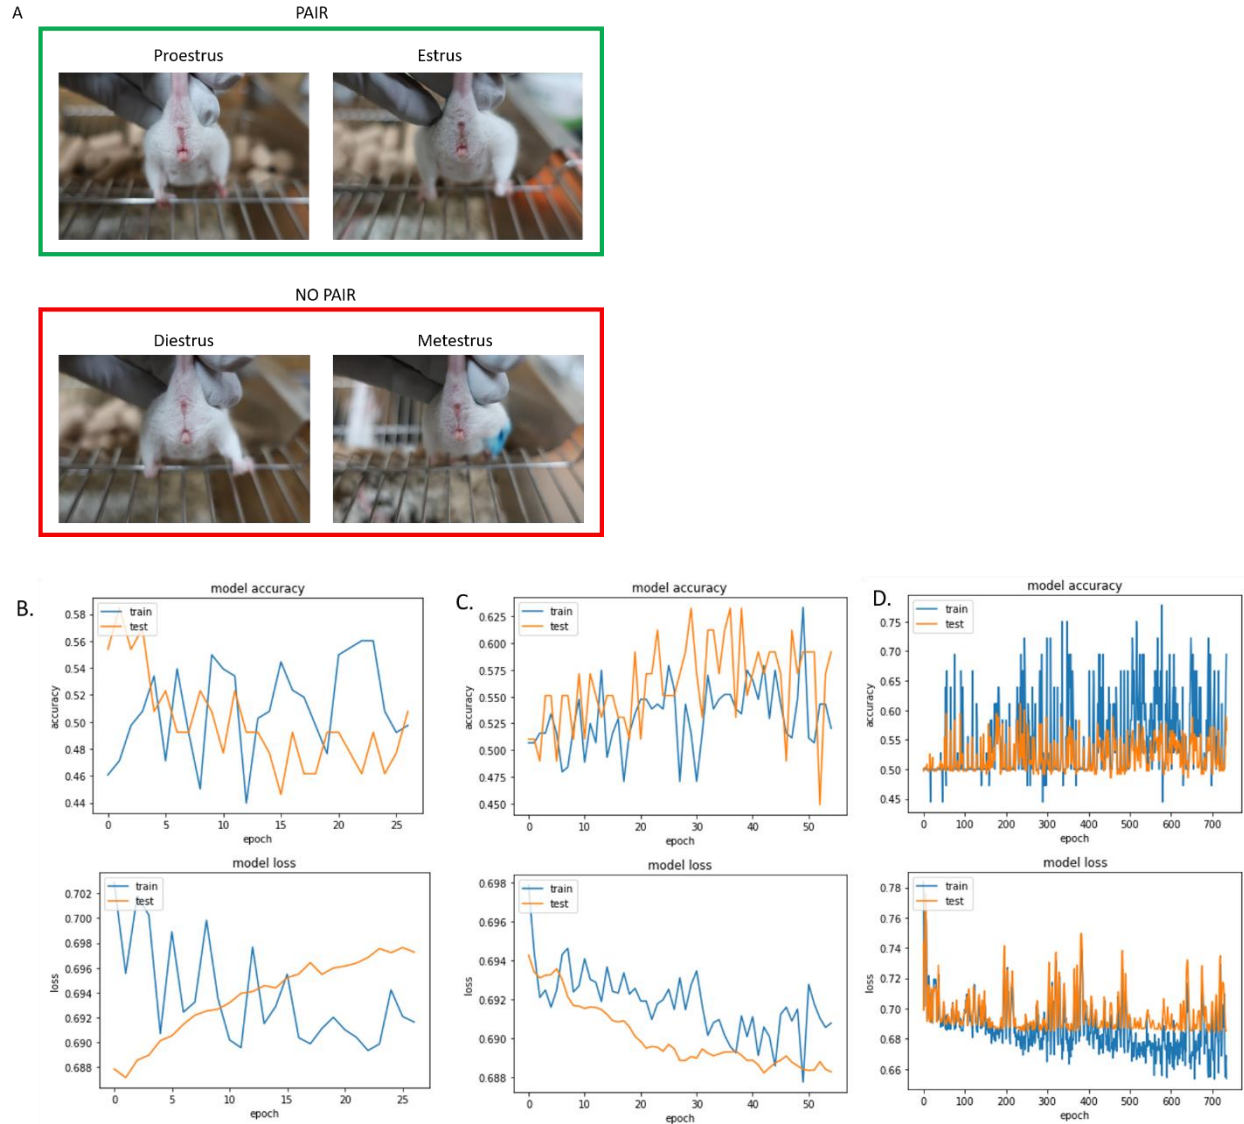 A
PAIR
Proestrus
Estrus
NO PAIR
Diestrus
Metestrus
B.
model accuracy
train
test
0.58
0.56
0.54
0.52
0.50
0.48
0.46
0.44
accuracy
0
5
10
15
20
25
epoch
model loss
train
test
0.702
0.700
0.698
0.696
0.694
0.692
0.690
0.688
loss
0
5
10
15
20
25
epoch
C.
model accuracy
train
test
0.625
0.600
0.575
0.550
0.525
0.500
0.475
0.450
accuracy
0
10
20
30
40
50
epoch
model loss
train
test
0.698
0.696
0.694
0.692
0.690
0.688
loss
0
10
20
30
40
50
epoch
D.
model accuracy
train
test
0.75
0.70
0.65
0.60
0.55
0.50
0.45
accuracy
0
100
200
300
400
500
600
700
epoch
model loss
train
test
0.78
0.76
0.74
0.72
0.70
0.68
0.66
loss
0
100
200
300
400
500
600
700
epoch